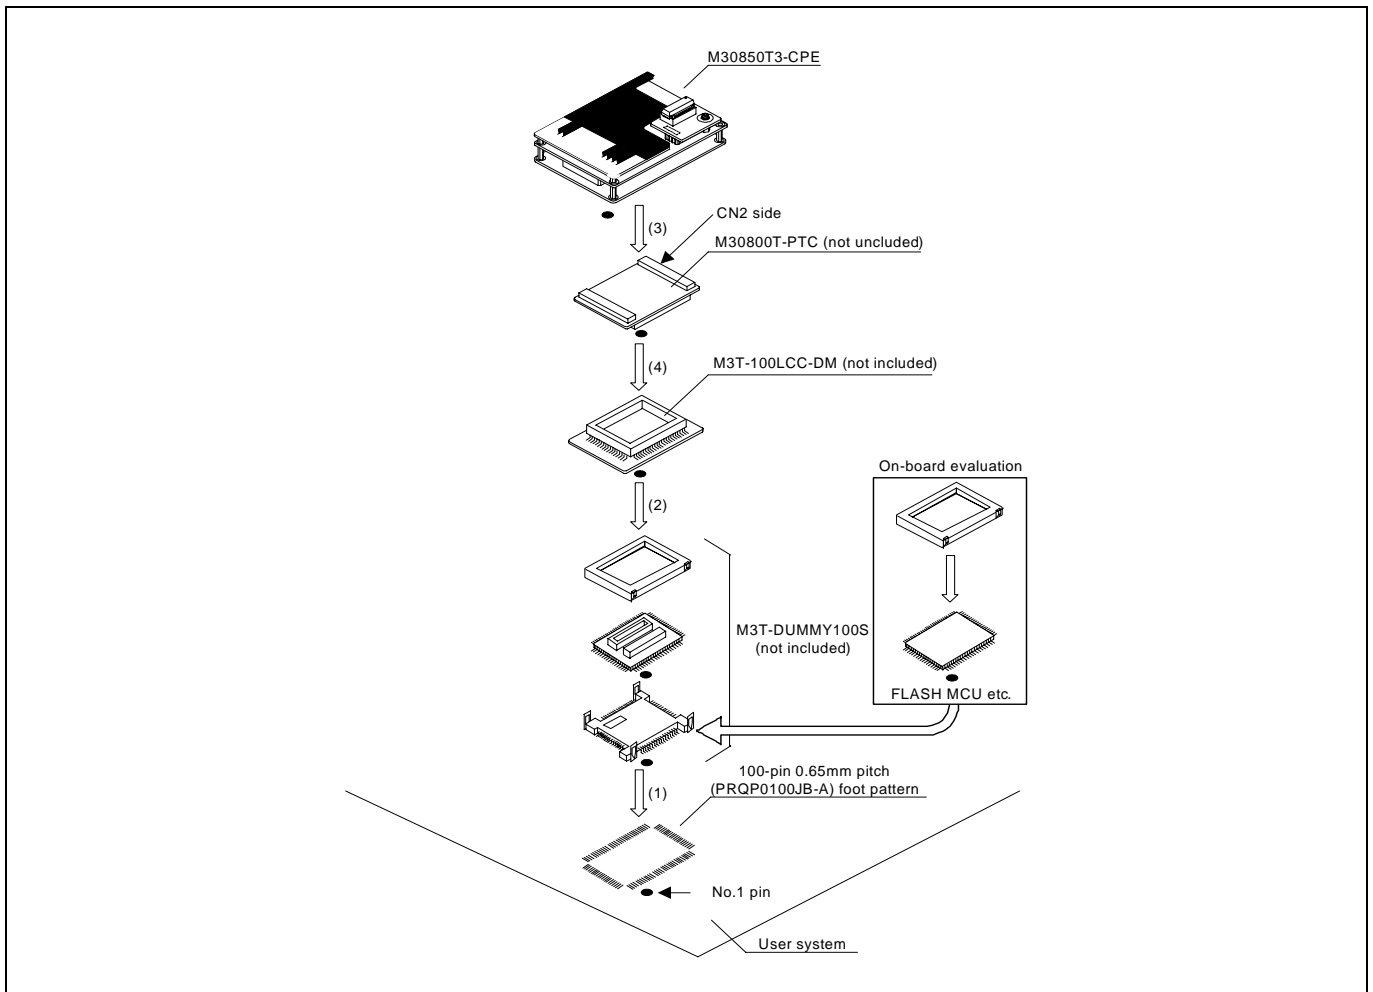 M30850T3-CPE
CN2 side
(3)
M30800T-PTC (not uncluded)
M3T-100LCC-DM (not included)
(4)
On-board evaluation
(2)
M3T-DUMMY100S
(not included)
FLASH MCU etc.
100-pin 0.65mm pitch
(PRQP0100JB-A) foot pattern
(1)
No.1 pin
User system